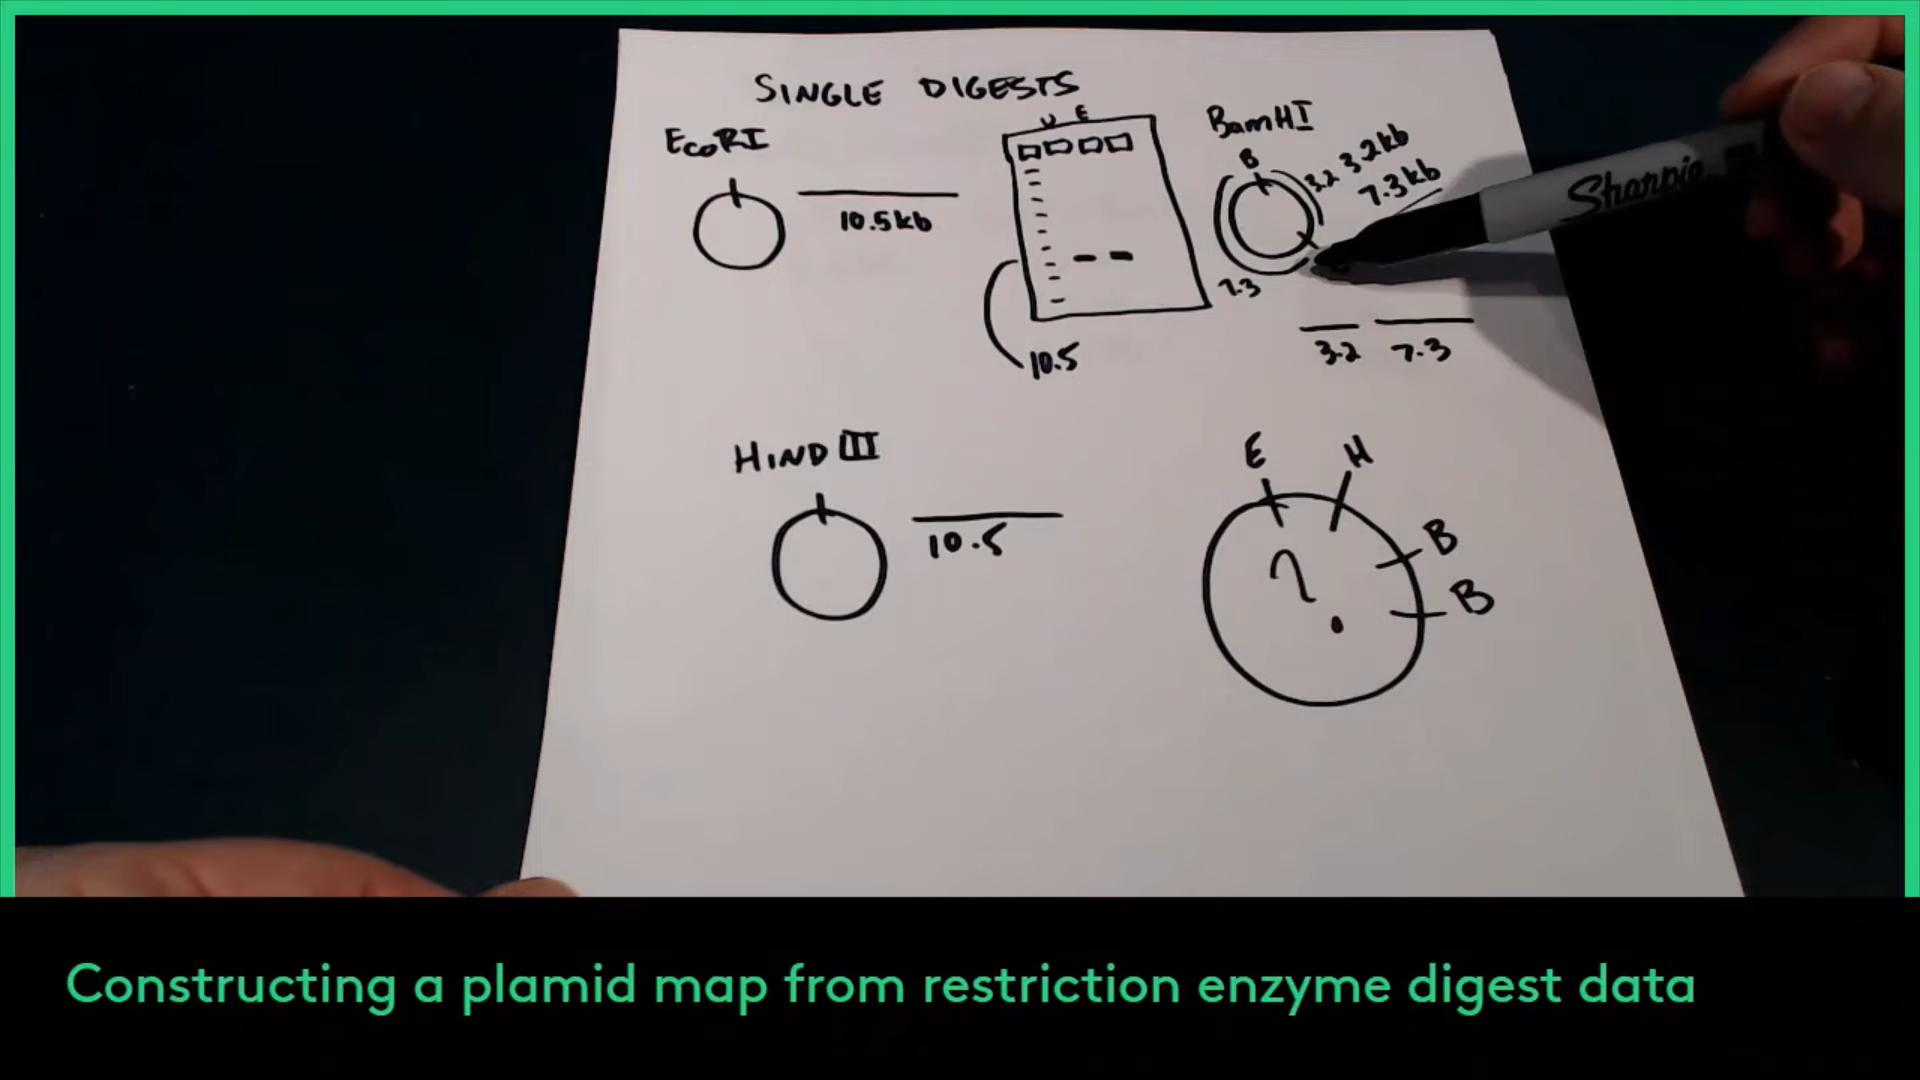 SINGLE DIGESTS
EcoRI
10.5kb
U E
10.5
BamHI
B
3.2
3.2kb
7.3kb
7.3
3.2 7.3
HIND III
10.5
E
H
B
B
?
Sharpie
Constructing a plamid map from restriction enzyme digest data